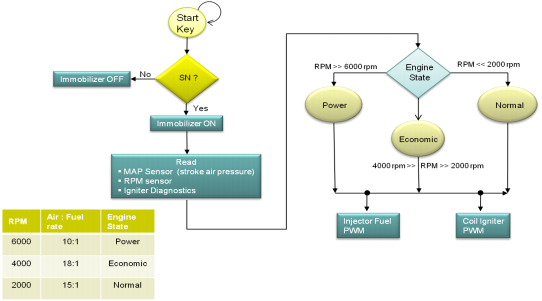 Start
Key
SN ?
No
Immobilizer OFF
Yes
Immobilizer ON
Read
• MAP Sensor (stroke air pressure)
• RPM sensor
• Igniter Diagnostics
Engine
State
RPM >> 6000 rpm
RPM << 2000 rpm
Power
Normal
Economic
4000 rpm >> RPM >> 2000 rpm
Injector Fuel
PWM
Coil Igniter
PWM
RPM Air : Fuel rate Engine State
6000 10:1 Power
4000 18:1 Economic
2000 15:1 Normal